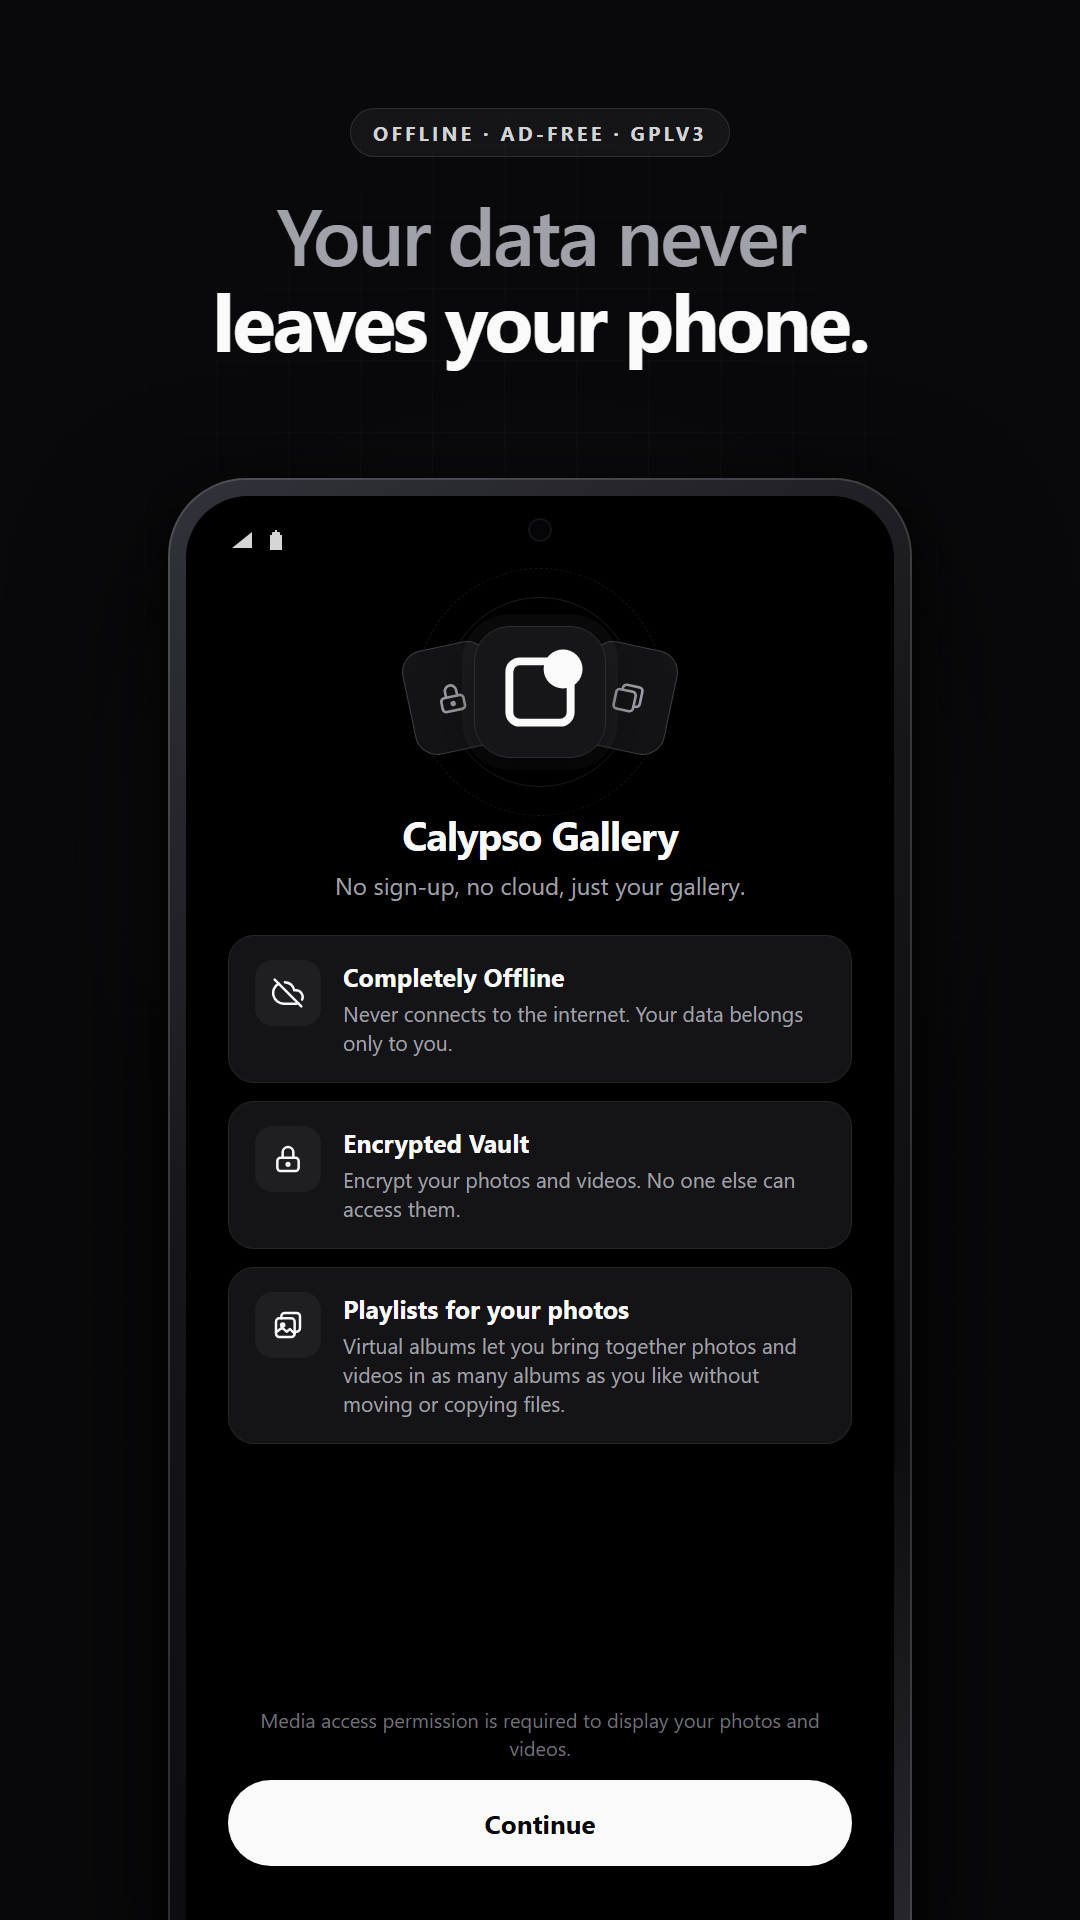 OFFLINE · AD-FREE · GPLV3
Your data never
leaves your phone.
Calypso Gallery
No sign-up, no cloud, just your gallery.
Completely Offline
Never connects to the internet. Your data belongs
only to you.
Encrypted Vault
Encrypt your photos and videos. No one else can
access them.
Playlists for your photos
Virtual albums let you bring together photos and
videos in as many albums as you like without
moving or copying files.
Media access permission is required to display your photos and
videos.
Continue